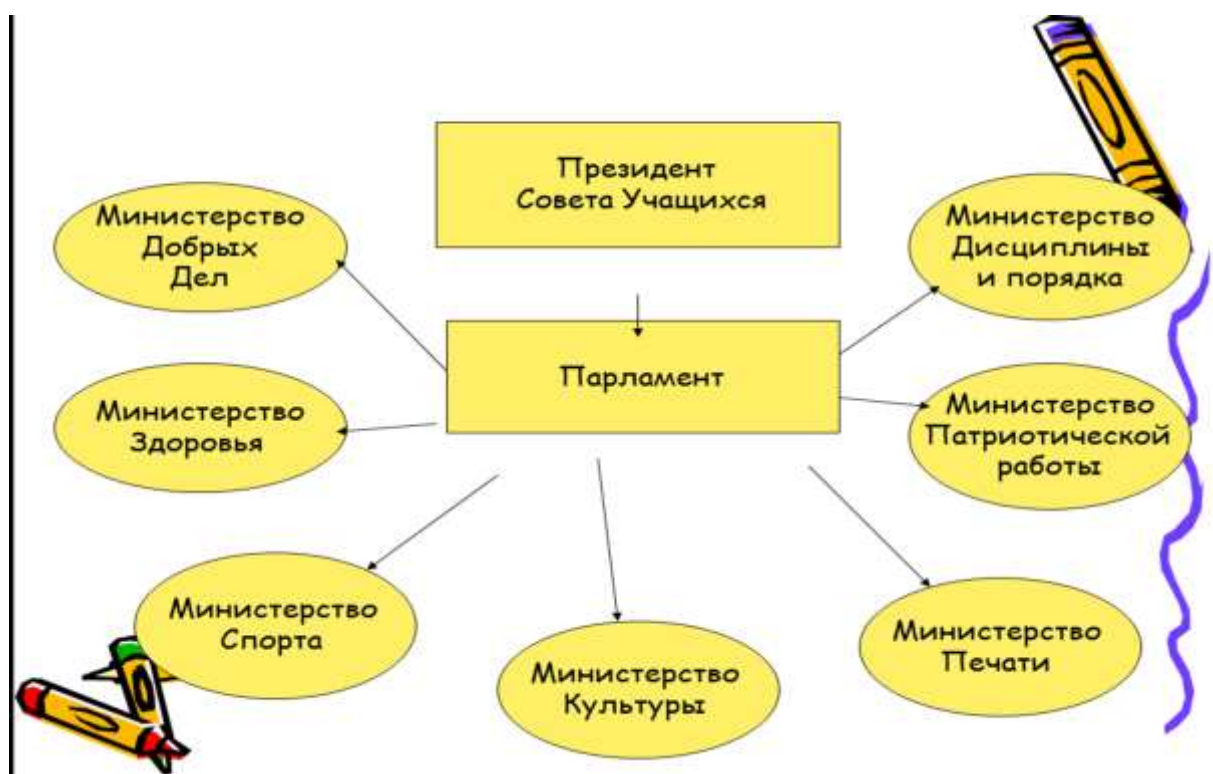 Президент
Совета Учащихся
Министерство
Добрых
Дел
Министерство
Дисциплины
и порядка
Парламент
Министерство
Здоровья
Министерство
Патриотической
работы
Министерство
Спорта
Министерство
Культуры
Министерство
Печати